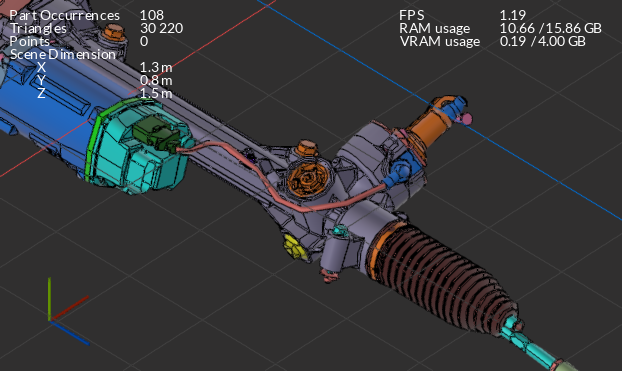 Part Occurrences 108
Triangles 30 220
Points 0
Scene Dimension
X 1.3 m
Y 0.8 m
Z 1.5 m
FPS 1.19
RAM usage 10.66 / 15.86 GB
VRAM usage 0.19 / 4.00 GB